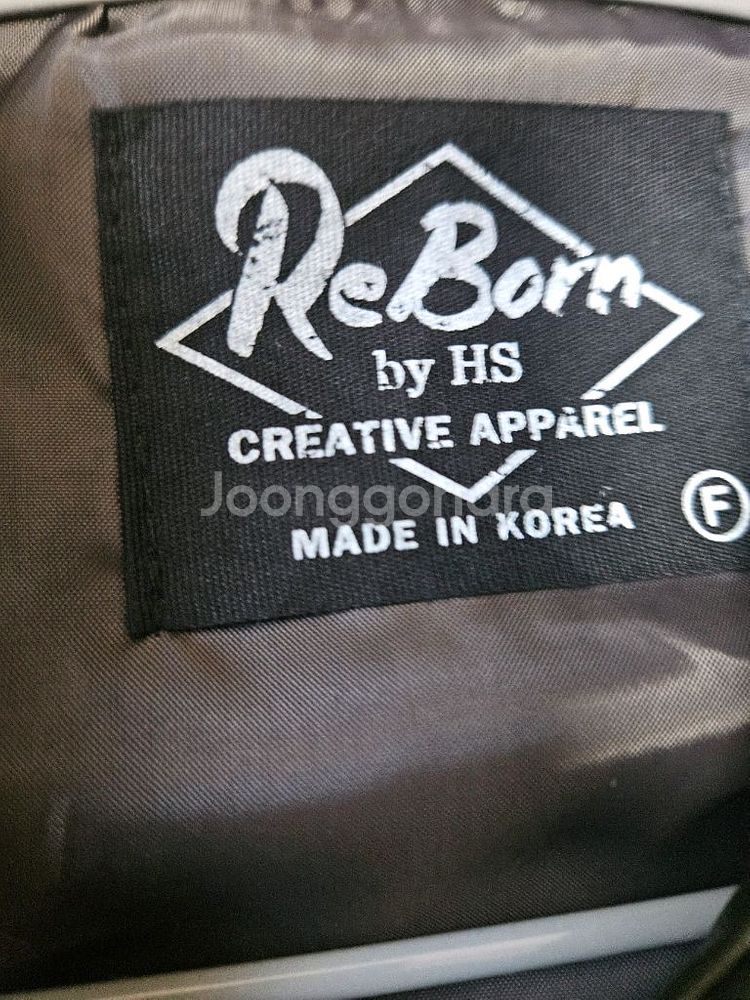 ReBorn
by HS
CREATIVE APPAREL
Joonggonara
MADE IN KOREA
F